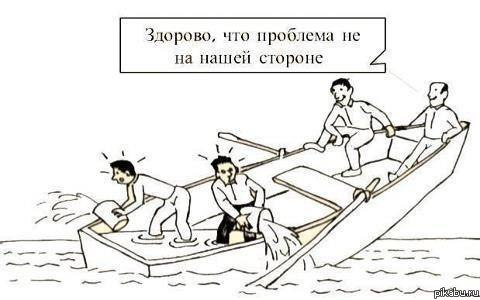 Здорово, что проблема не
на нашей стороне
pikabu.ru